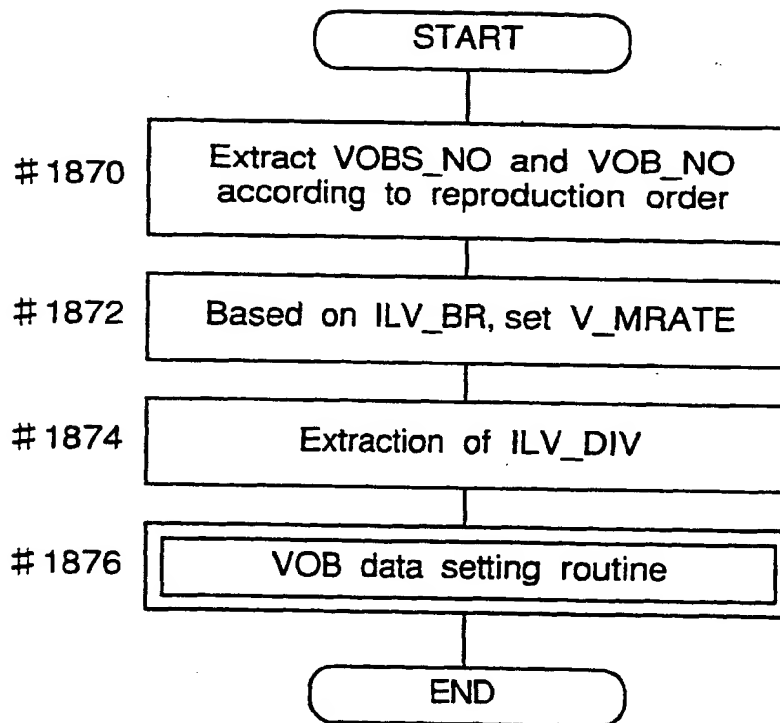 START
#1870
Extract VOBS_NO and VOB_NO
according to reproduction order
#1872
Based on ILV_BR, set V_MRATE
#1874
Extraction of ILV_DIV
#1876
VOB data setting routine
END